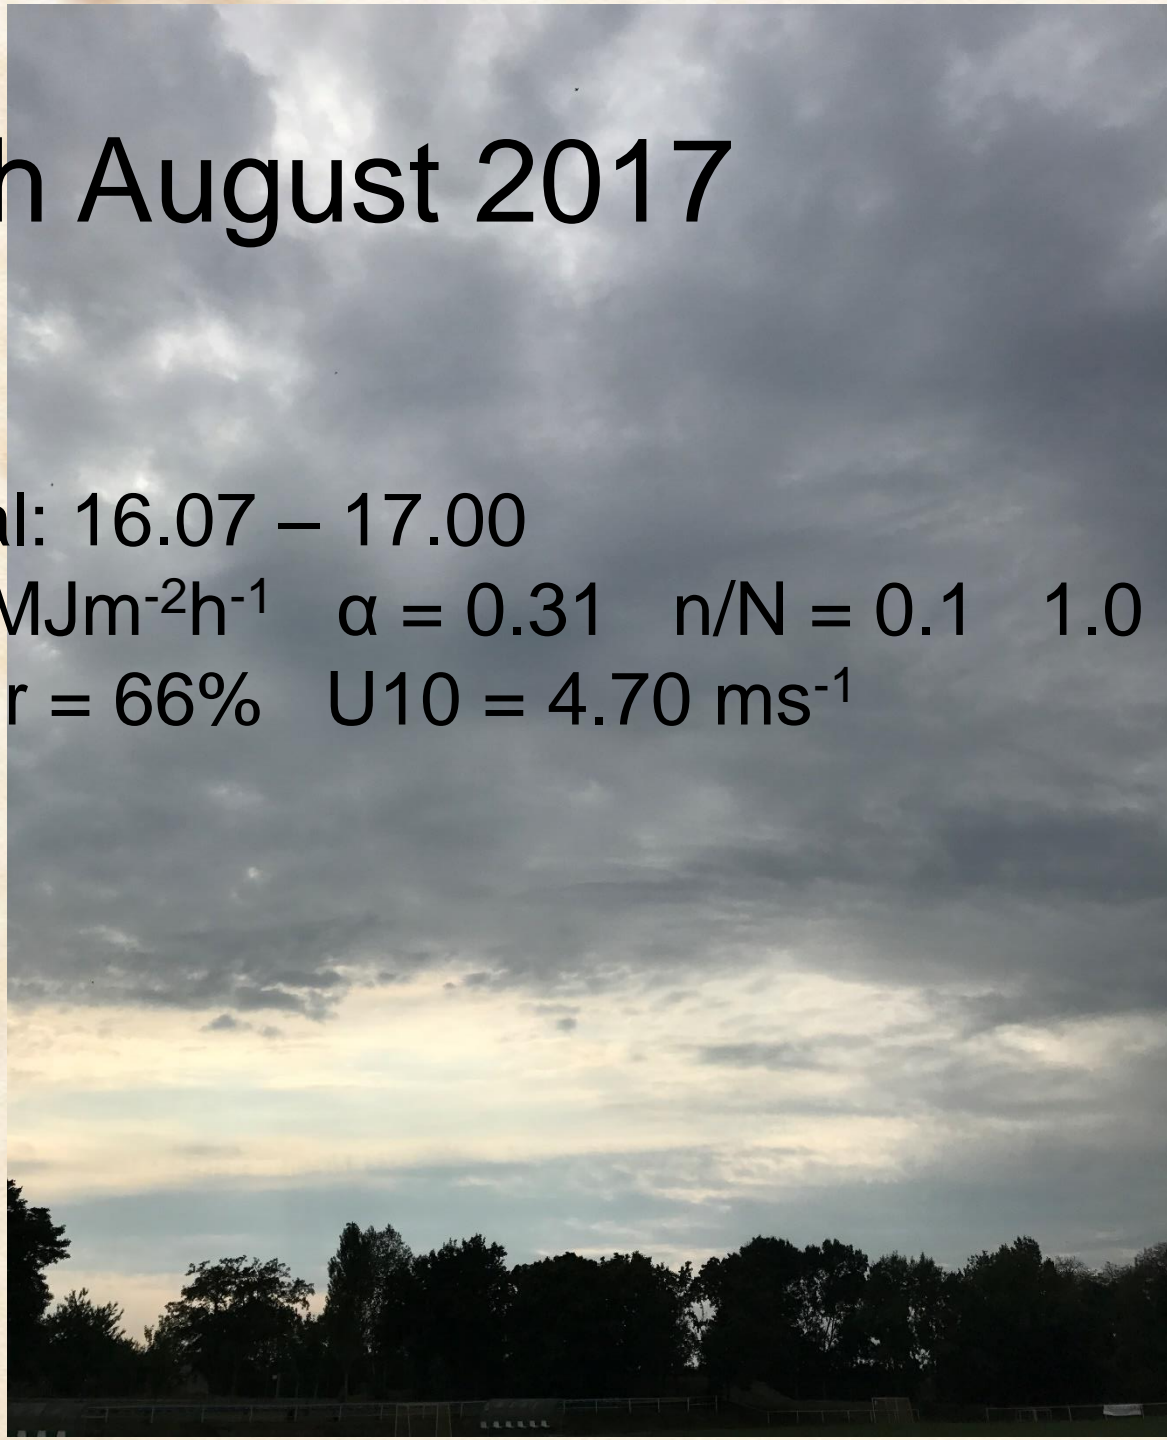 h August 2017
al: 16.07 – 17.00
MJm⁻²h⁻¹ α = 0.31 n/N = 0.1 1.0
r = 66% U10 = 4.70 ms⁻¹